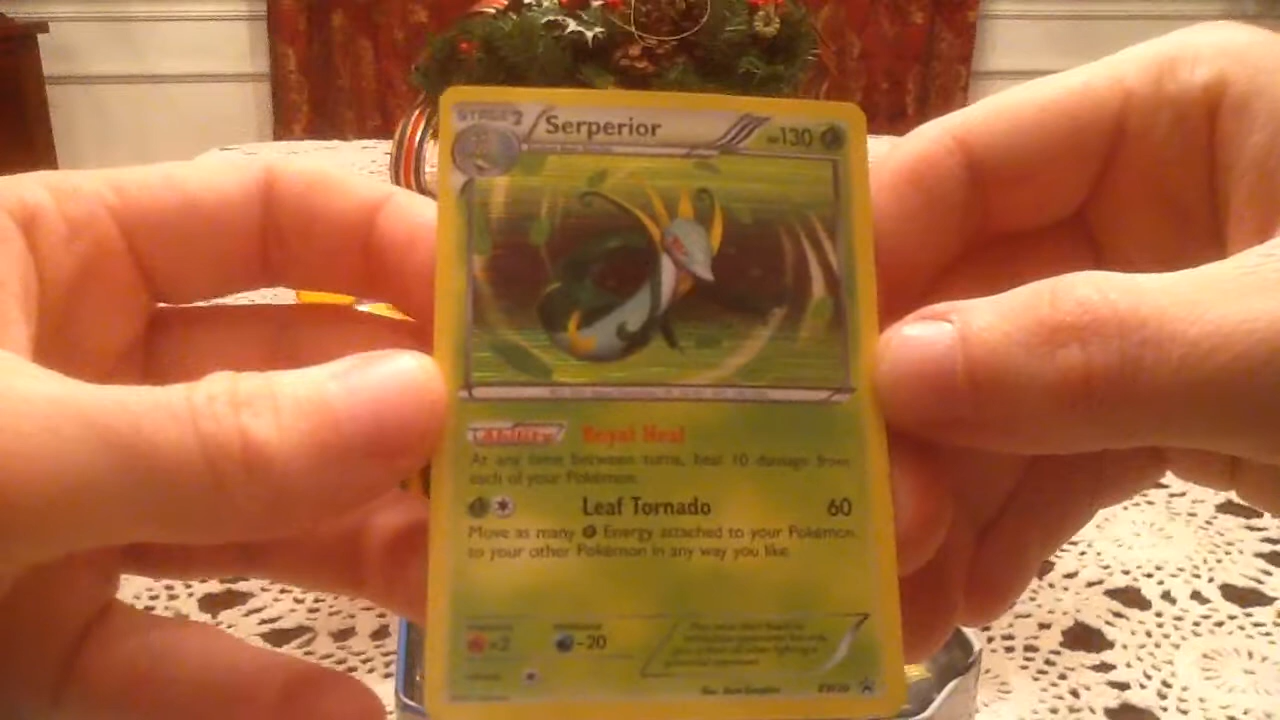 STAGE 2
Serperior
HP 130
Ability Royal Heal
At any time between turns, heal 10 damage from
each of your Pokémon.
Leaf Tornado 60
Move as many Energy attached to your Pokémon
to your other Pokémon in any way you like.
×2 -20